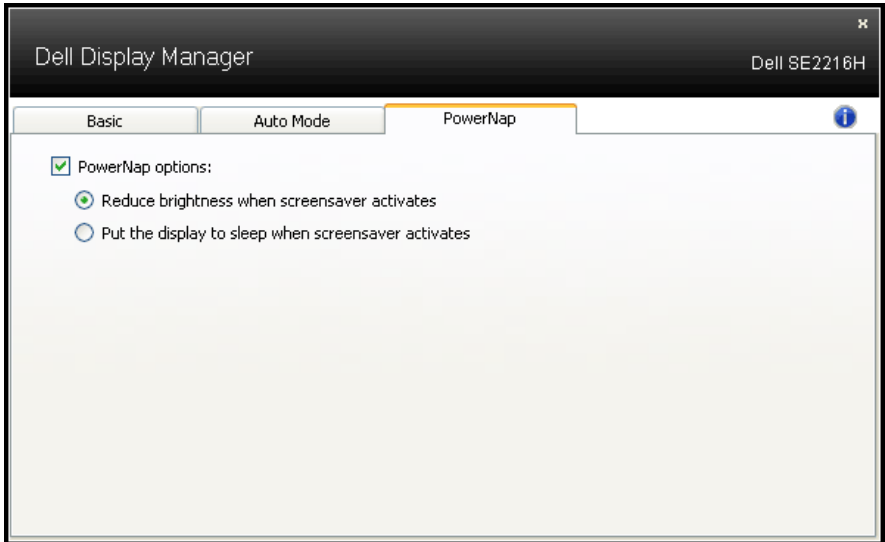 Dell Display Manager
Dell SE2216H
Basic
Auto Mode
PowerNap
PowerNap options:
Reduce brightness when screensaver activates
Put the display to sleep when screensaver activates